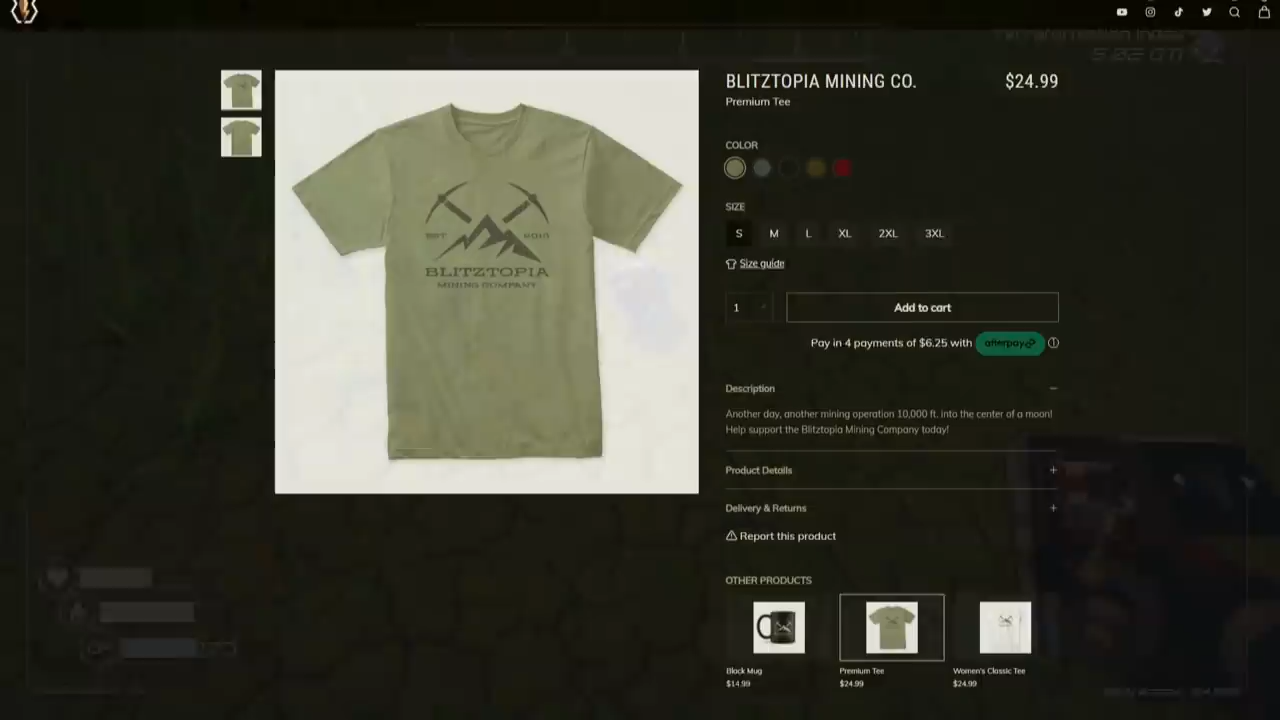 BLITZTOPIA MINING CO.
$24.99
Premium Tee
COLOR
SIZE
S M L XL 2XL 3XL
Size guide
1
Add to cart
Pay in 4 payments of $6.25 with afterpay
Description
Another day, another mining operation 10,000 ft. into the center of a moon!
Help support the Blitztopia Mining Company today!
Product Details
Delivery & Returns
Report this product
OTHER PRODUCTS
Black Mug
$14.99
Premium Tee
$24.99
Women's Classic Tee
$24.99
EST
BLITZTOPIA
MINING COMPANY